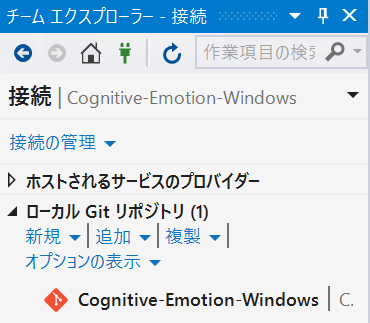 チーム エクスプローラー - 接続
作業項目の検索
接続 | Cognitive-Emotion-Windows
接続の管理
ホストされるサービスのプロバイダー
ローカル Git リポジトリ (1)
新規 | 追加 | 複製 |
オプションの表示
Cognitive-Emotion-Windows | C.